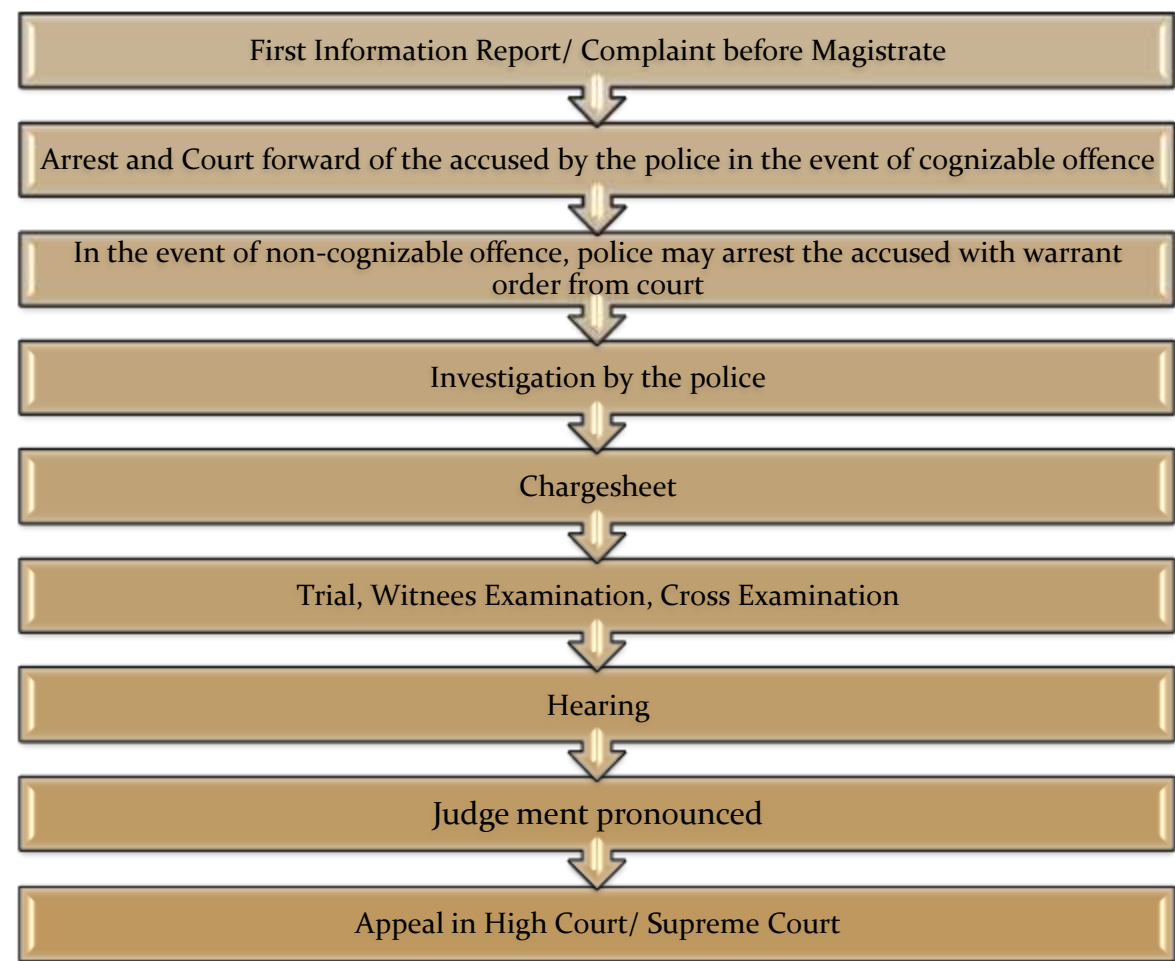 First Information Report/ Complaint before Magistrate
Arrest and Court forward of the accused by the police in the event of cognizable offence
In the event of non-cognizable offence, police may arrest the accused with warrant
order from court
Investigation by the police
Chargesheet
Trial, Witnees Examination, Cross Examination
Hearing
Judge ment pronounced
Appeal in High Court/ Supreme Court